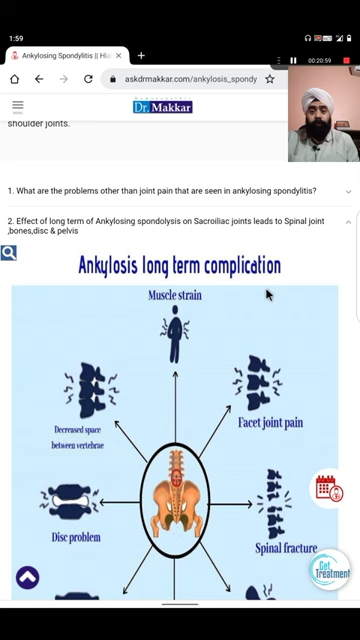 1:59
00:20:59
Ankylosing Spondylitis || Hla
askdrmakkar.com/ankylosing_spondy
MENU
Dr. Makkar
shoulder joints.
1. What are the problems other than joint pain that are seen in ankylosing spondylitis?
2. Effect of long term of Ankylosing spondolysis on Sacroiliac joints leads to Spinal joint
,bones,disc & pelvis
Ankylosis long term complication
Muscle strain
Facet joint pain
Decreased space
between vertebrae
Disc problem
Spinal fracture
Get
Treatment